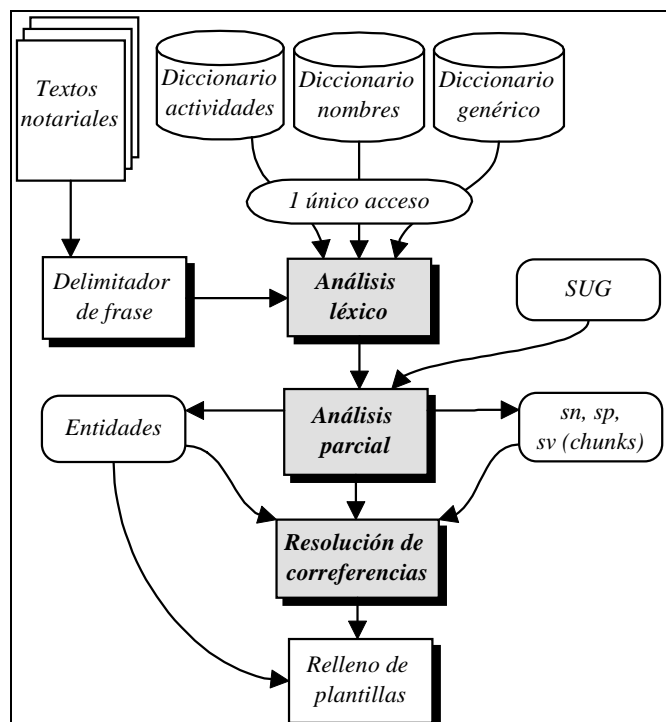 Textos
notariales
Diccionario
actividades
Diccionario
nombres
Diccionario
genérico
1 único acceso
Delimitador
de frase
Análisis
léxico
SUG
Entidades
Análisis
parcial
sn, sp,
sv (chunks)
Resolución de
correferencias
Relleno de
plantillas